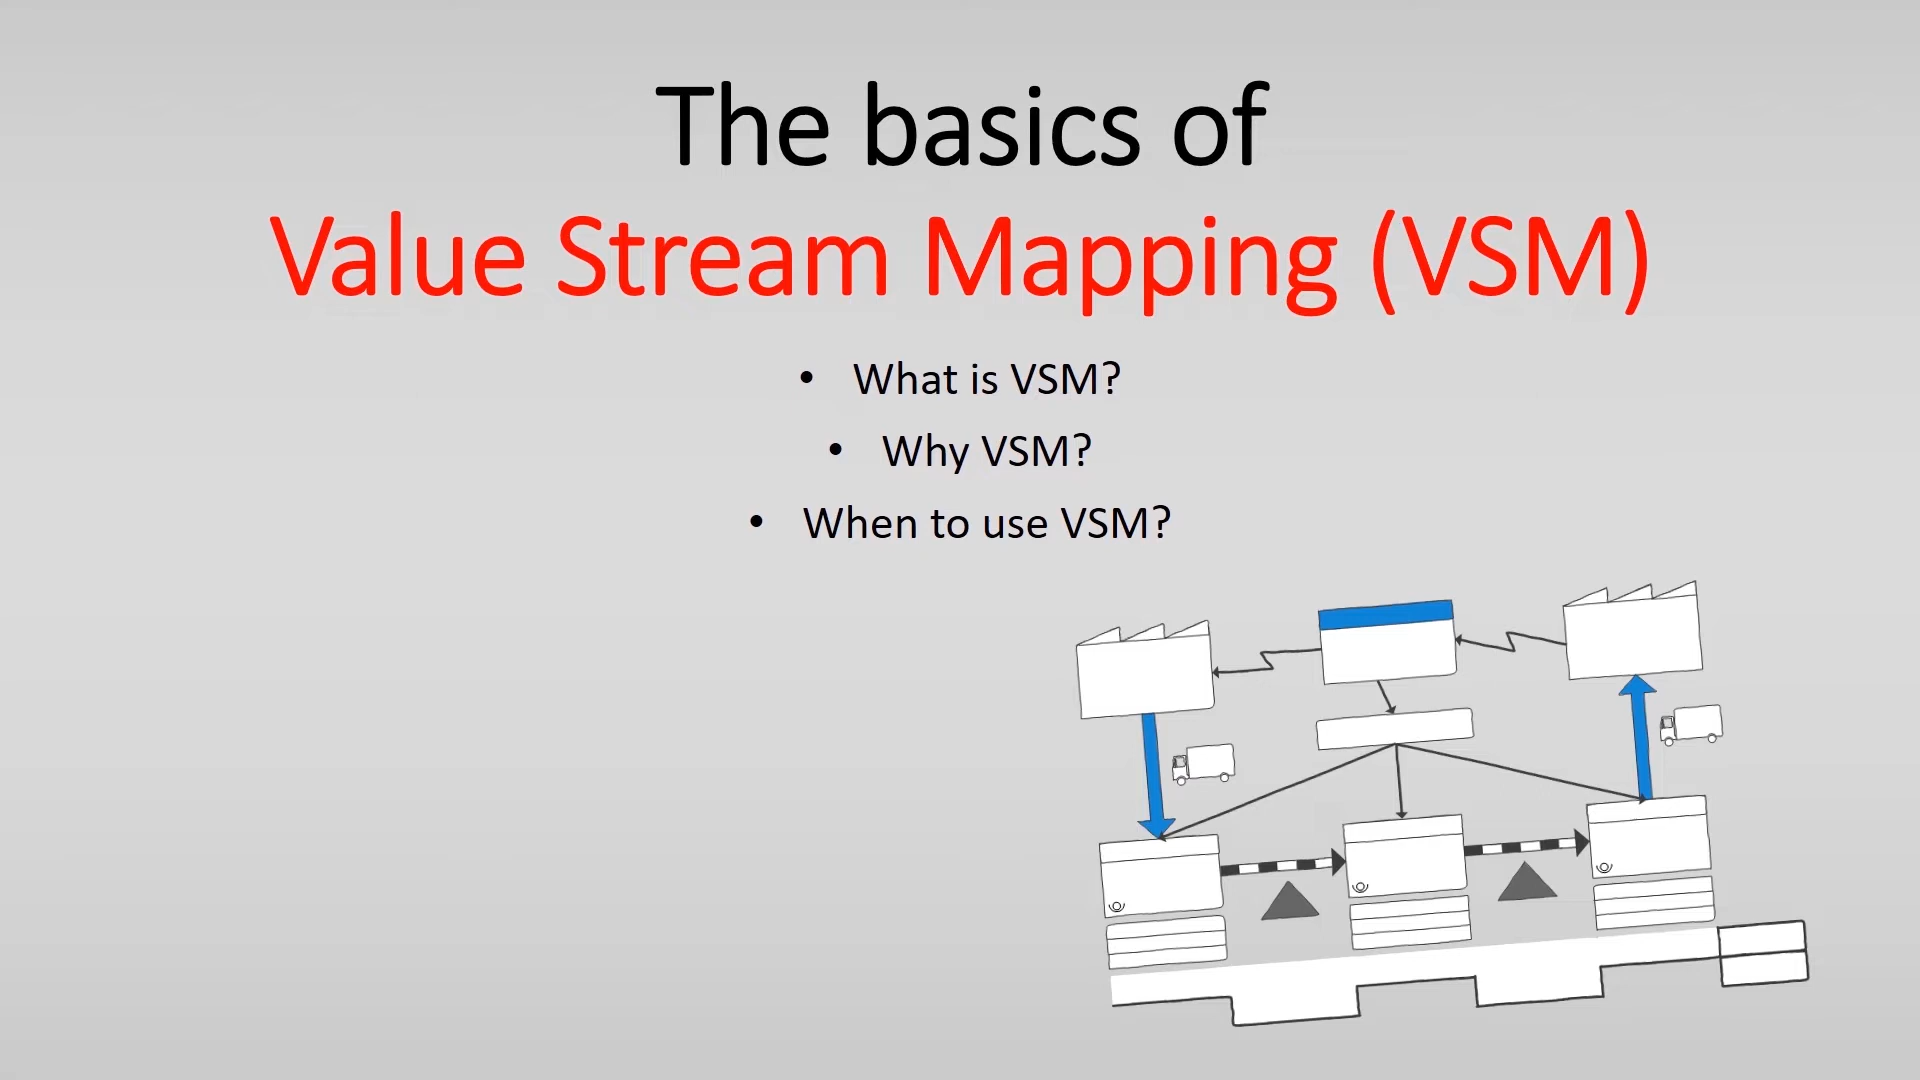 The basics of
Value Stream Mapping (VSM)
• What is VSM?
• Why VSM?
• When to use VSM?